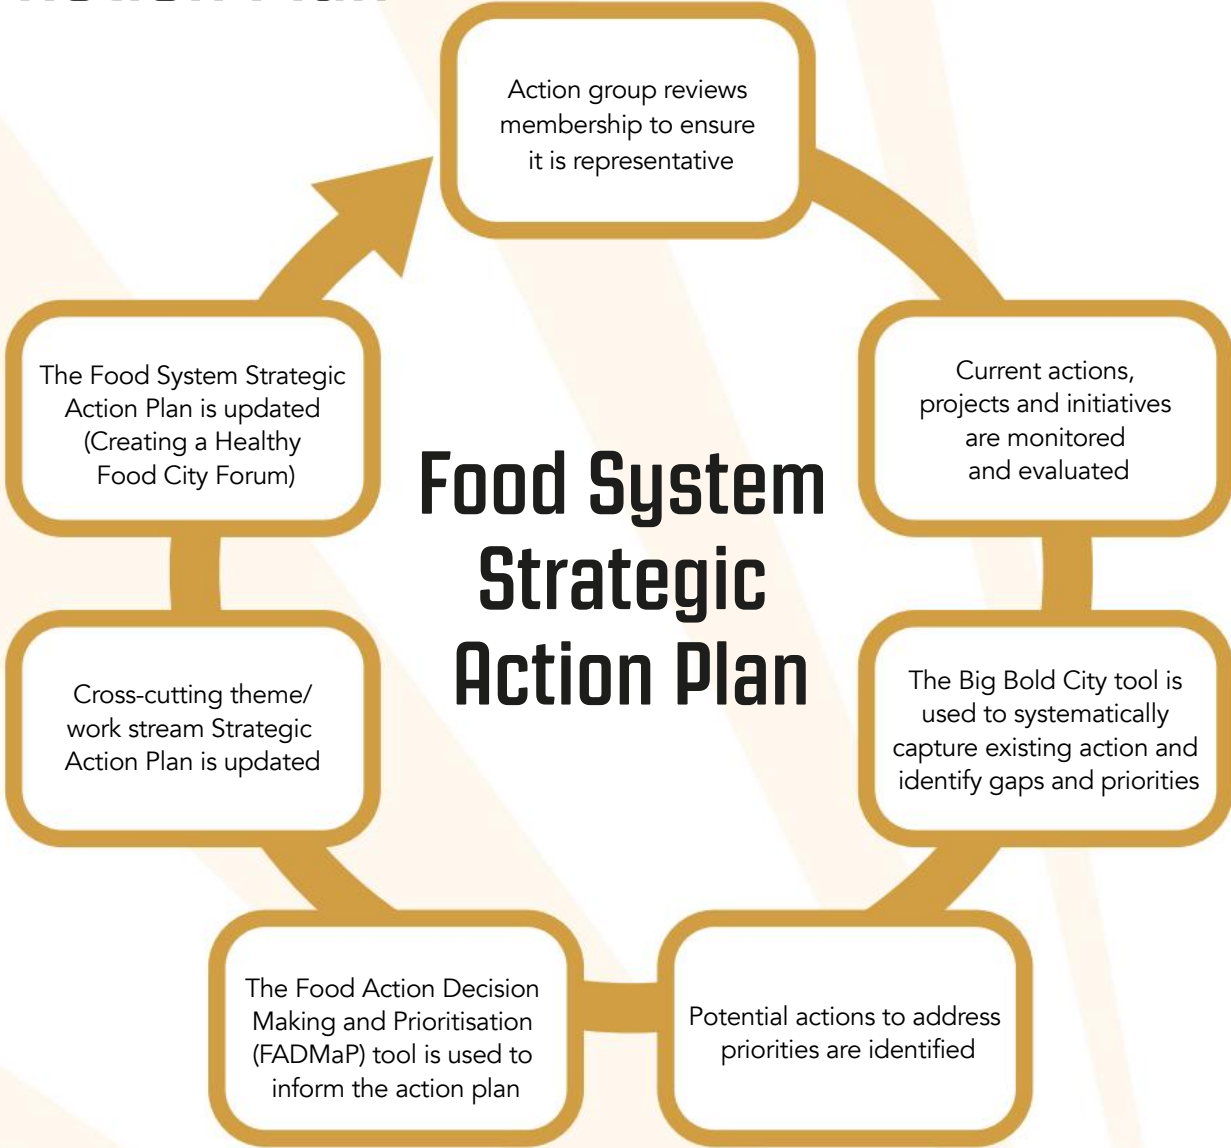 Action group reviews
membership to ensure
it is representative
Current actions,
projects and initiatives
are monitored
and evaluated
The Big Bold City tool is
used to systematically
capture existing action and
identify gaps and priorities
Potential actions to address
priorities are identified
The Food Action Decision
Making and Prioritisation
(FADMaP) tool is used to
inform the action plan
Cross-cutting theme/
work stream Strategic
Action Plan is updated
The Food System Strategic
Action Plan is updated
(Creating a Healthy
Food City Forum)
Food System
Strategic
Action Plan